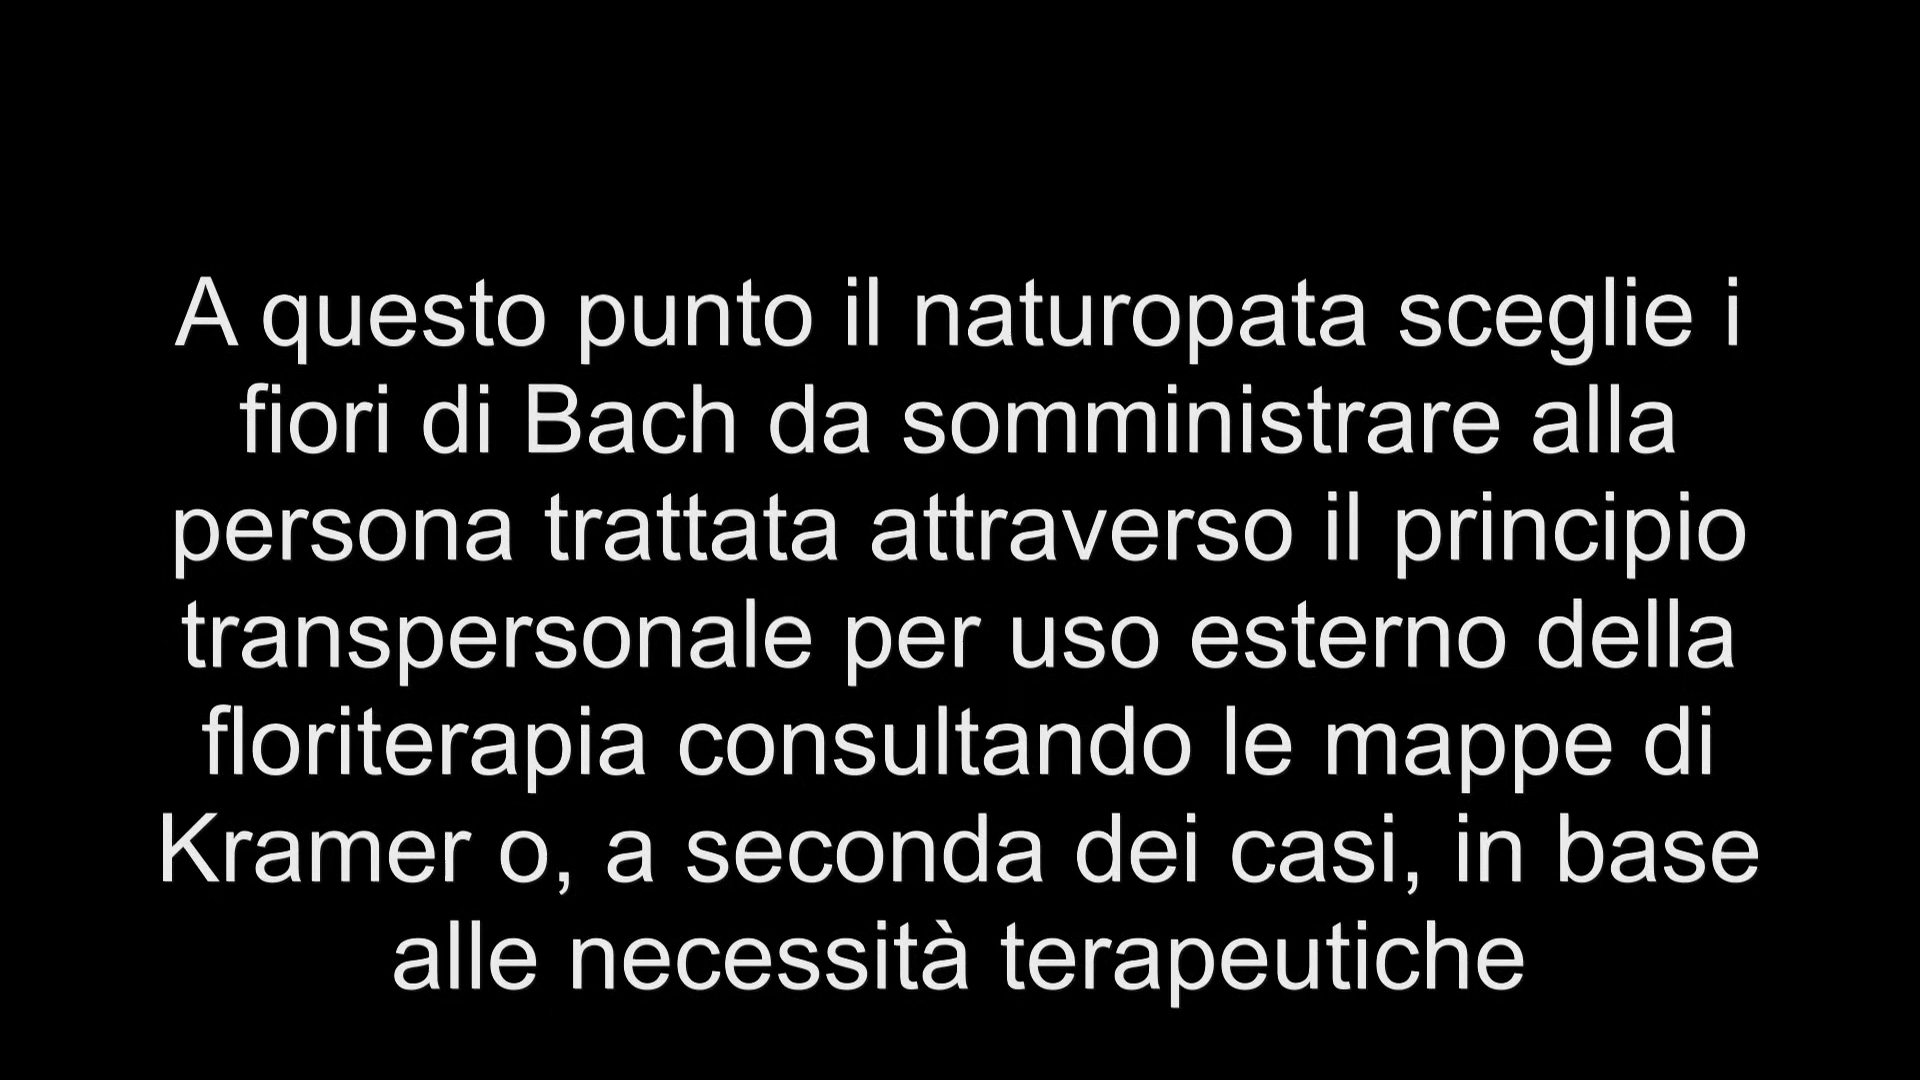 A questo punto il naturopata sceglie i
fiori di Bach da somministrare alla
persona trattata attraverso il principio
transpersonale per uso esterno della
floriterapia consultando le mappe di
Kramer o, a seconda dei casi, in base
alle necessità terapeutiche